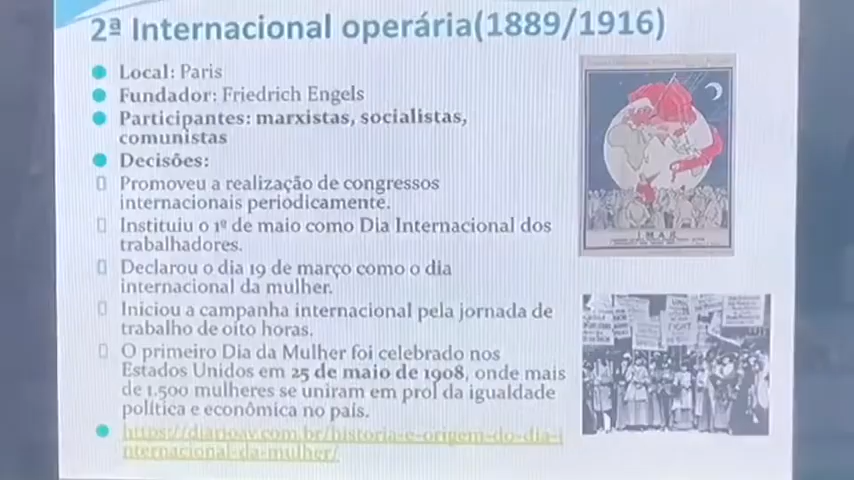 2ª Internacional operária(1889/1916)
Local: Paris
Fundador: Friedrich Engels
Participantes: marxistas, socialistas,
comunistas
Decisões:
Promoveu a realização de congressos
internacionais periodicamente.
Instituiu o 1º de maio como Dia Internacional dos
trabalhadores.
Declarou o dia 19 de março como o dia
internacional da mulher.
Iniciou a campanha internacional pela jornada de
trabalho de oito horas.
O primeiro Dia da Mulher foi celebrado nos
Estados Unidos em 25 de maio de 1908, onde mais
de 1.500 mulheres se uniram em prol da igualdade
política e econômica no país.
https://diarioav.com.br/historia-e-origem-do-dia-i
nternacional-da-mulher/
1 MAJ